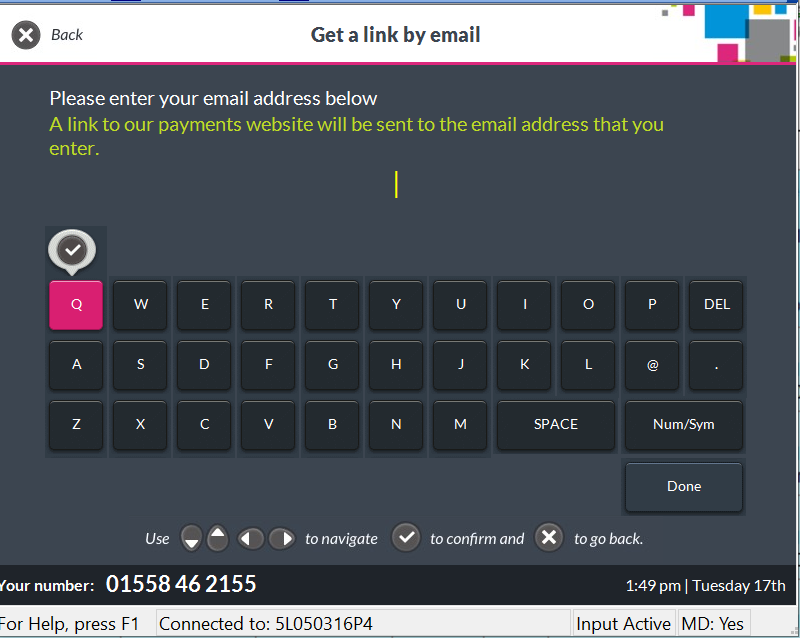 Back
Get a link by email
Please enter your email address below
A link to our payments website will be sent to the email address that you
enter.
Q W E R T Y U I O P DEL
A S D F G H J K L @ .
Z X C V B N M SPACE Num/Sym
Done
Use to navigate to confirm and to go back.
Your number: 01558 46 2155 1:49 pm | Tuesday 17th
For Help, press F1 Connected to: 5L050316P4 Input Active MD: Yes